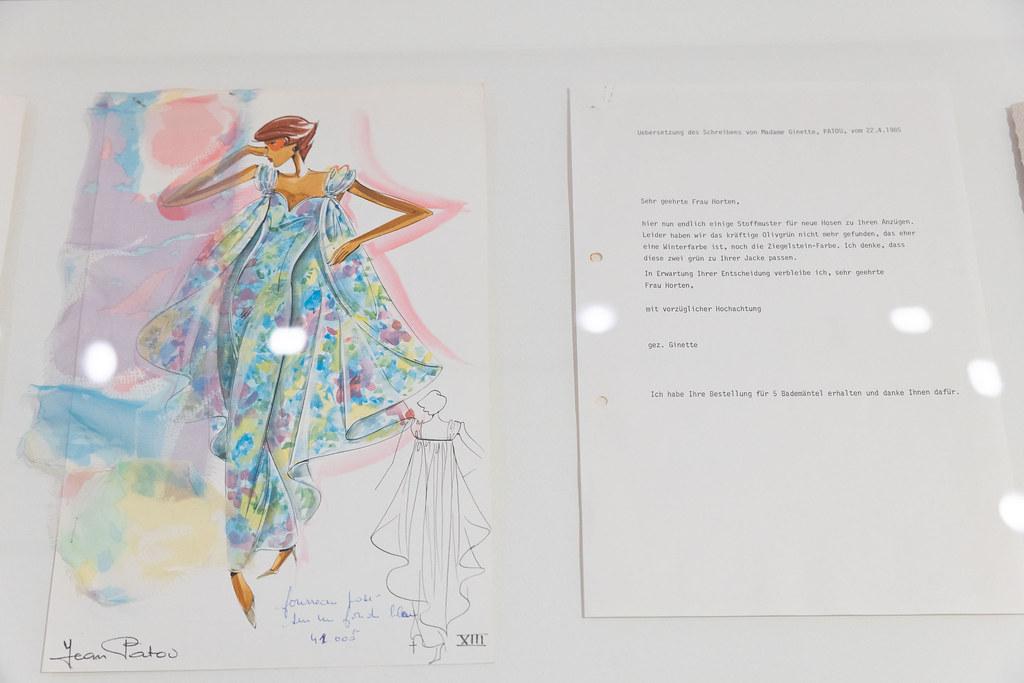 Jean Patou
fourreau
fond bleu
41 005
XIII
Uebersetzung des Schreibens von Madame Ginette, PATOU, vom 22.4.1985
Sehr geehrte Frau Horten,
hier nun endlich einige Stoffmuster für neue Hosen zu Ihren Anzügen.
Leider haben wir das kräftige Olivgrün nicht mehr gefunden, das eher
eine Winterfarbe ist, noch die Ziegelstein-Farbe. Ich denke, dass
diese zwei grün zu Ihrer Jacke passen.
In Erwartung Ihrer Entscheidung verbleibe ich, sehr geehrte
Frau Horten,
mit vorzüglicher Hochachtung
gez. Ginette
Ich habe Ihre Bestellung für 5 Bademäntel erhalten und danke Ihnen dafür.